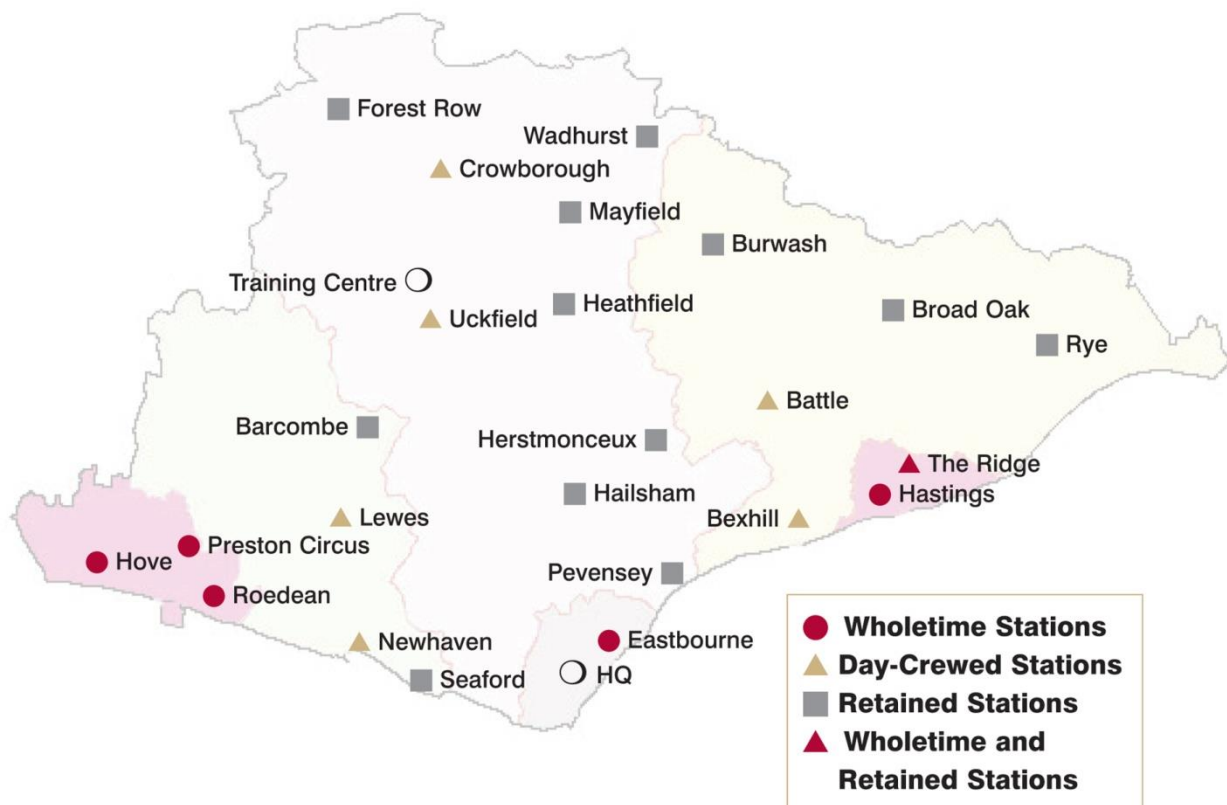 Forest Row
Wadhurst
Crowborough
Mayfield
Burwash
Training Centre
Heathfield
Broad Oak
Uckfield
Rye
Battle
Barcombe
Herstmonceux
The Ridge
Hailsham
Hastings
Lewes
Bexhill
Preston Circus
Hove
Pevensey
Roedean
Newhaven
Eastbourne
HQ
Seaford
Wholetime Stations
Day-Crewed Stations
Retained Stations
Wholetime and
Retained Stations